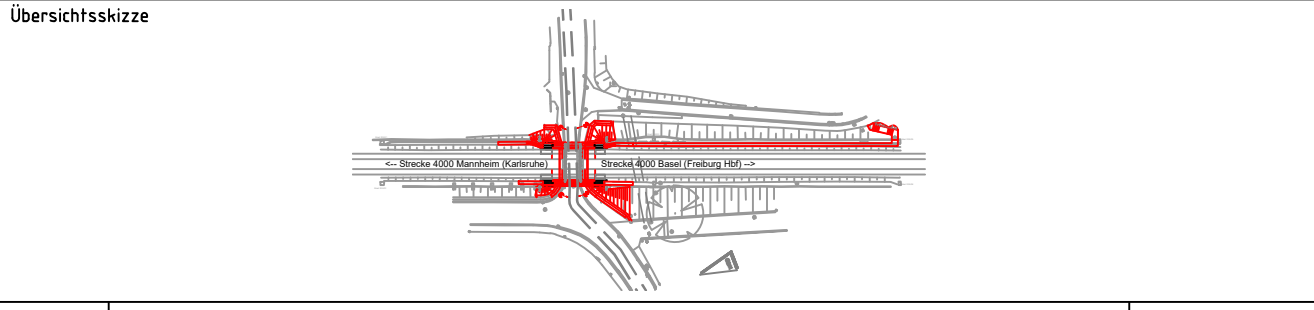 Übersichtsskizze
<-- Strecke 4000 Mannheim (Karlsruhe)
Strecke 4000 Basel (Freiburg Hbf) -->